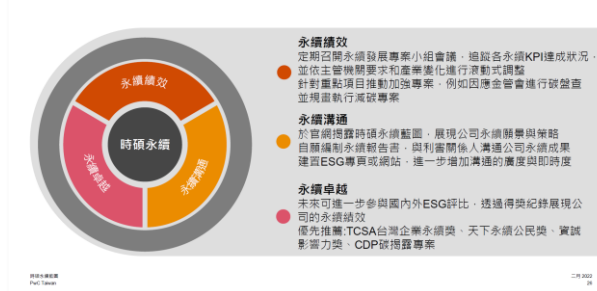 永續績效
永續溝通
永續卓越
時碩永續
永續績效
定期召開永續發展專案小組會議，追蹤各永續KPI達成狀況，
並依主管機關要求和產業變化進行滾動式調整
針對重點項目推動加強專案，例如因應金管會進行碳盤查
並規畫執行減碳專案
永續溝通
於官網揭露時碩永續藍圖，展現公司永續願景與策略
自願編制永續報告書，與利害關係人溝通公司永續成果
建置ESG專頁或網站，進一步增加溝通的廣度與即時度
永續卓越
未來可進一步參與國內外ESG評比，透過得獎紀錄展現公
司的永續績效
優先推薦:TCSA台灣企業永續獎、天下永續公民獎、資誠
影響力獎、CDP碳揭露專案
時碩永續藍圖
PwC Taiwan
二月 2023
26